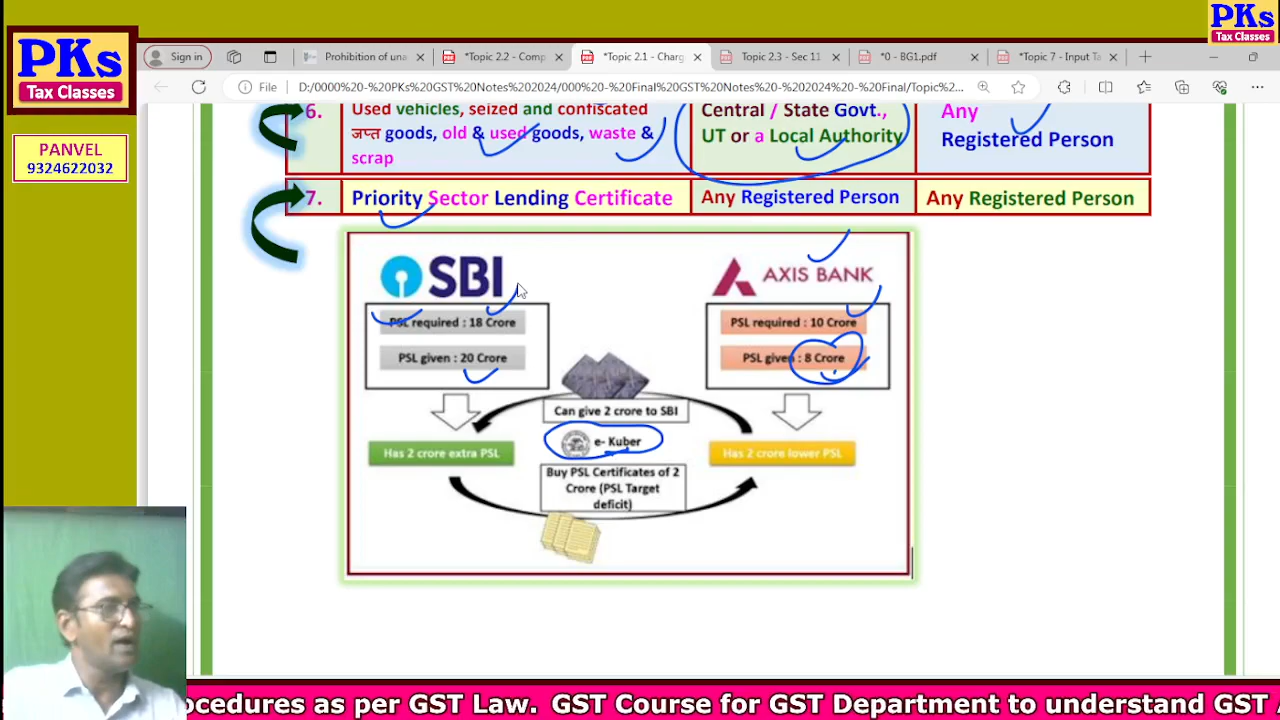 PKs
Tax Classes
PKs
Tax Classes
PANVEL
9324622032
Sign in
Prohibition of una
*Topic 2.2 - Comp
*Topic 2.1 - Charg
Topic 2.3 - Sec 11
*0 - BG1.pdf
*Topic 7 - Input Ta
File
D:/0000%20-%20PKs%20GST%20Notes%202024/000%20-%20Final%20GST%20Notes%20%202024%20-%20Final/Topic%2...
6.
Used vehicles, seized and confiscated
जप्त goods, old & used goods, waste &
scrap
Central / State Govt.,
UT or a Local Authority
Any
Registered Person
7.
Priority Sector Lending Certificate
Any Registered Person
Any Registered Person
SBI
AXIS BANK
PSL required : 18 Crore
PSL given : 20 Crore
PSL required : 10 Crore
PSL given : 8 Crore
Can give 2 crore to SBI
e- Kuber
Has 2 crore extra PSL
Has 2 crore lower PSL
Buy PSL Certificates of 2
Crore (PSL Target
deficit)
ocedures as per GST Law. GST Course for GST Department to understand GST A